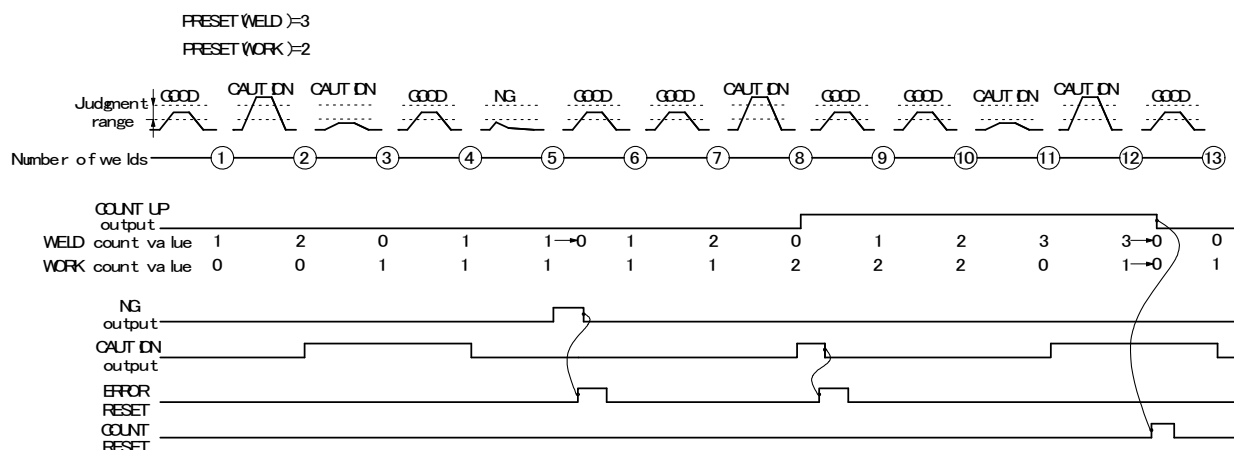 PRESET(WELD)=3
PRESET(WORK)=2
GOOD CAUTION CAUTION GOOD NG GOOD GOOD CAUTION GOOD GOOD CAUTION CAUTION GOOD
Judgment
range
Number of welds ① ② ③ ④ ⑤ ⑥ ⑦ ⑧ ⑨ ⑩ ⑪ ⑫ ⑬
COUNT UP
output
WELD count value 1 2 0 1 1→0 1 2 0 1 2 3 3→0 0
WORK count value 0 0 1 1 1 1 1 2 2 2 0 1→0 1
NG
output
CAUTION
output
ERROR
RESET
COUNT
RESET